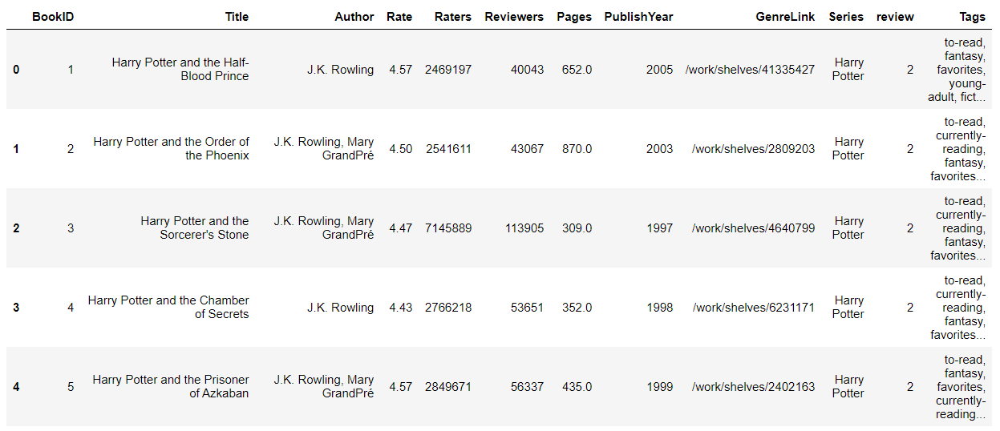 BookID Title Author Rate Raters Reviewers Pages PublishYear GenreLink Series review Tags
0 1 Harry Potter and the Half-
Blood Prince J.K. Rowling 4.57 2469197 40043 652.0 2005 /work/shelves/41335427 Harry
Potter 2 to-read,
fantasy,
favorites,
young-
adult, fict...
1 2 Harry Potter and the Order of
the Phoenix J.K. Rowling, Mary
GrandPré 4.50 2541611 43067 870.0 2003 /work/shelves/2809203 Harry
Potter 2 to-read,
currently-
reading,
fantasy,
favorites...
2 3 Harry Potter and the
Sorcerer's Stone J.K. Rowling, Mary
GrandPré 4.47 7145889 113905 309.0 1997 /work/shelves/4640799 Harry
Potter 2 to-read,
currently-
reading,
fantasy,
favorites...
3 4 Harry Potter and the Chamber
of Secrets J.K. Rowling 4.43 2766218 53651 352.0 1998 /work/shelves/6231171 Harry
Potter 2 to-read,
currently-
reading,
fantasy,
favorites...
4 5 Harry Potter and the Prisoner
of Azkaban J.K. Rowling, Mary
GrandPré 4.57 2849671 56337 435.0 1999 /work/shelves/2402163 Harry
Potter 2 to-read,
fantasy,
favorites,
currently-
reading...